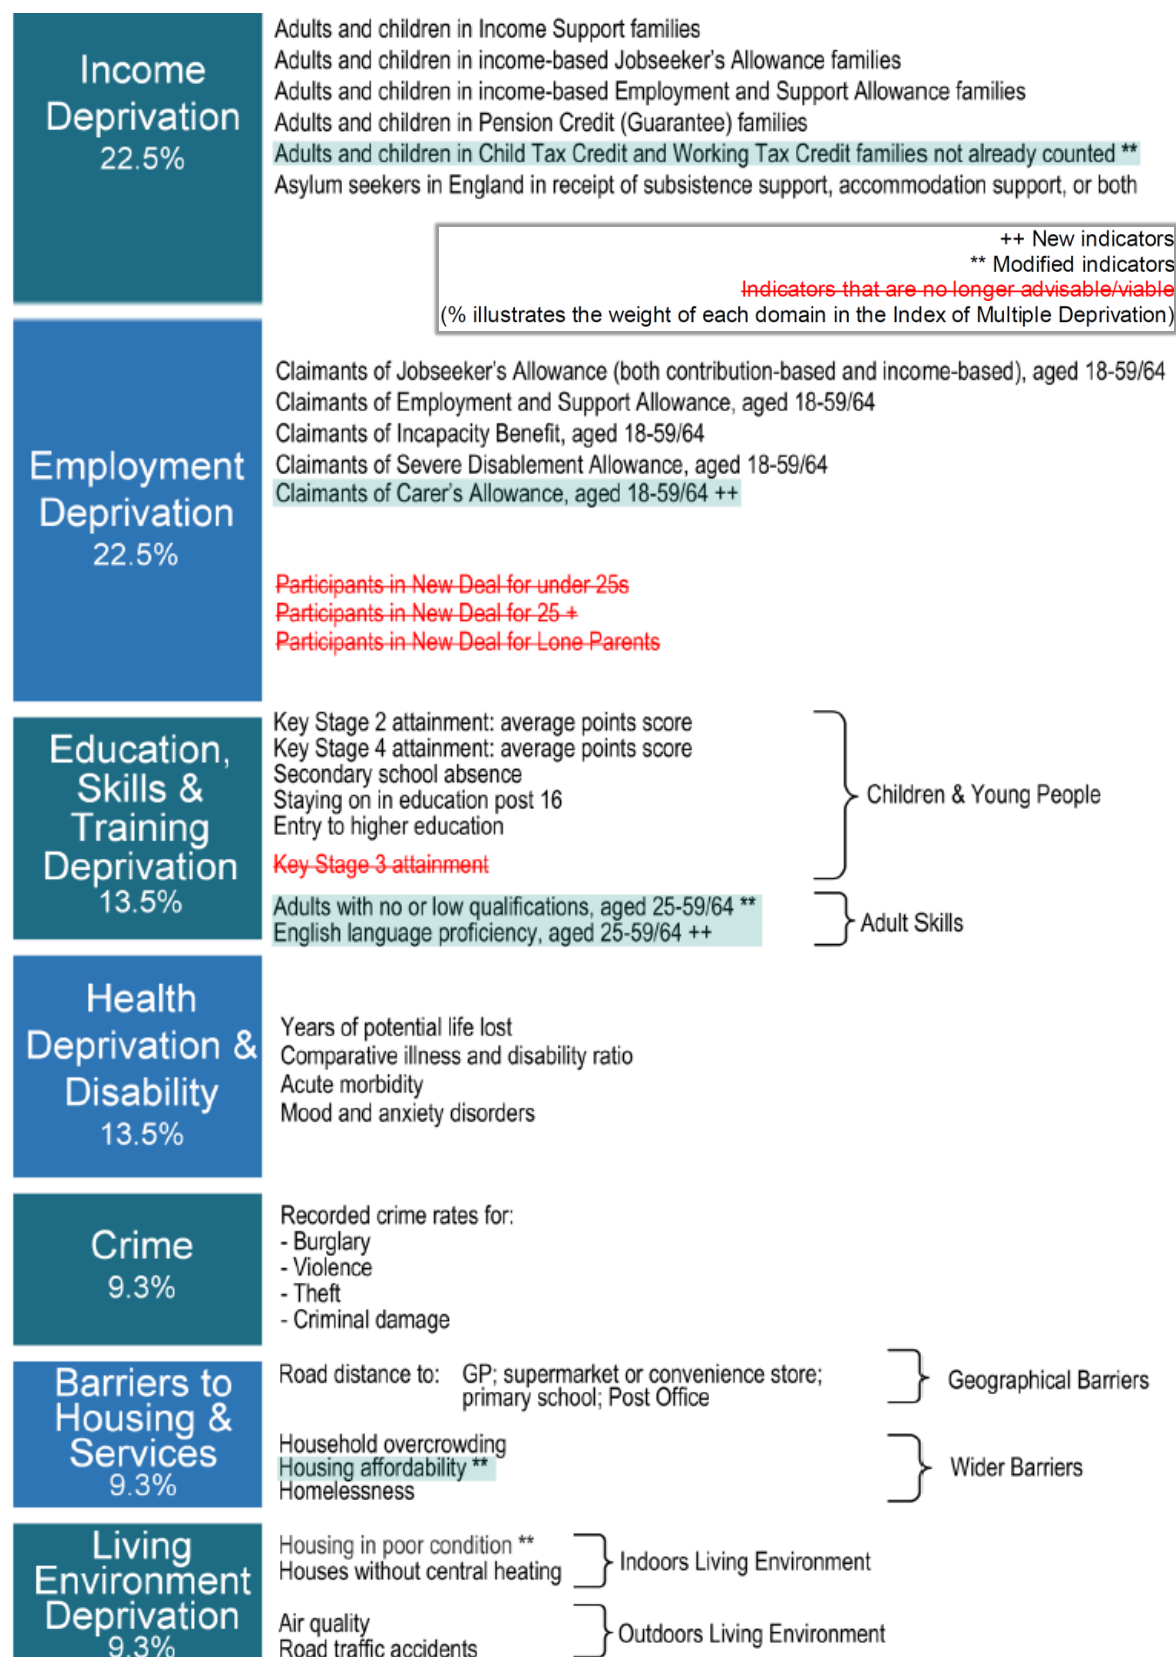 Income
Deprivation
22.5%
Adults and children in Income Support families
Adults and children in income-based Jobseeker's Allowance families
Adults and children in income-based Employment and Support Allowance families
Adults and children in Pension Credit (Guarantee) families
Adults and children in Child Tax Credit and Working Tax Credit families not already counted **
Asylum seekers in England in receipt of subsistence support, accommodation support, or both
++ New indicators
** Modified indicators
Indicators that are no longer advisable/viable
(% illustrates the weight of each domain in the Index of Multiple Deprivation)
Employment
Deprivation
22.5%
Claimants of Jobseeker's Allowance (both contribution-based and income-based), aged 18-59/64
Claimants of Employment and Support Allowance, aged 18-59/64
Claimants of Incapacity Benefit, aged 18-59/64
Claimants of Severe Disablement Allowance, aged 18-59/64
Claimants of Carer's Allowance, aged 18-59/64 ++
Participants in New Deal for under 25s
Participants in New Deal for 25 +
Participants in New Deal for Lone Parents
Education,
Skills &
Training
Deprivation
13.5%
Key Stage 2 attainment: average points score
Key Stage 4 attainment: average points score
Secondary school absence
Staying on in education post 16
Entry to higher education
Key Stage 3 attainment
Children & Young People
Adults with no or low qualifications, aged 25-59/64 **
English language proficiency, aged 25-59/64 ++
Adult Skills
Health
Deprivation &
Disability
13.5%
Years of potential life lost
Comparative illness and disability ratio
Acute morbidity
Mood and anxiety disorders
Crime
9.3%
Recorded crime rates for:
- Burglary
- Violence
- Theft
- Criminal damage
Barriers to
Housing &
Services
9.3%
Road distance to: GP; supermarket or convenience store;
primary school; Post Office
Geographical Barriers
Household overcrowding
Housing affordability **
Homelessness
Wider Barriers
Living
Environment
Deprivation
9.3%
Housing in poor condition **
Houses without central heating
Indoors Living Environment
Air quality
Road traffic accidents
Outdoors Living Environment